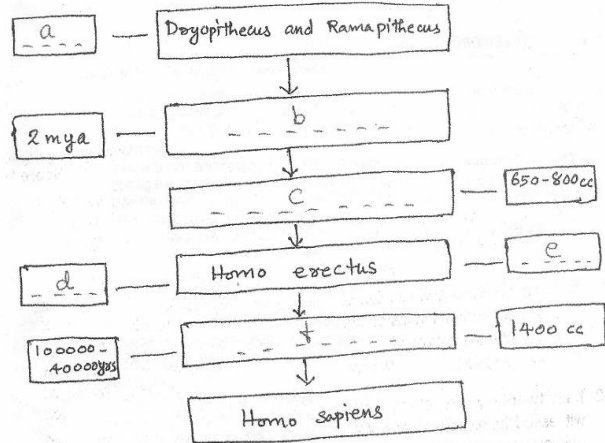 a
Dryopithecus and Ramapithecus
2 mya
b
c
650-800cc
d
Homo erectus
e
100000-
40000yrs
f
1400 cc
Homo sapiens